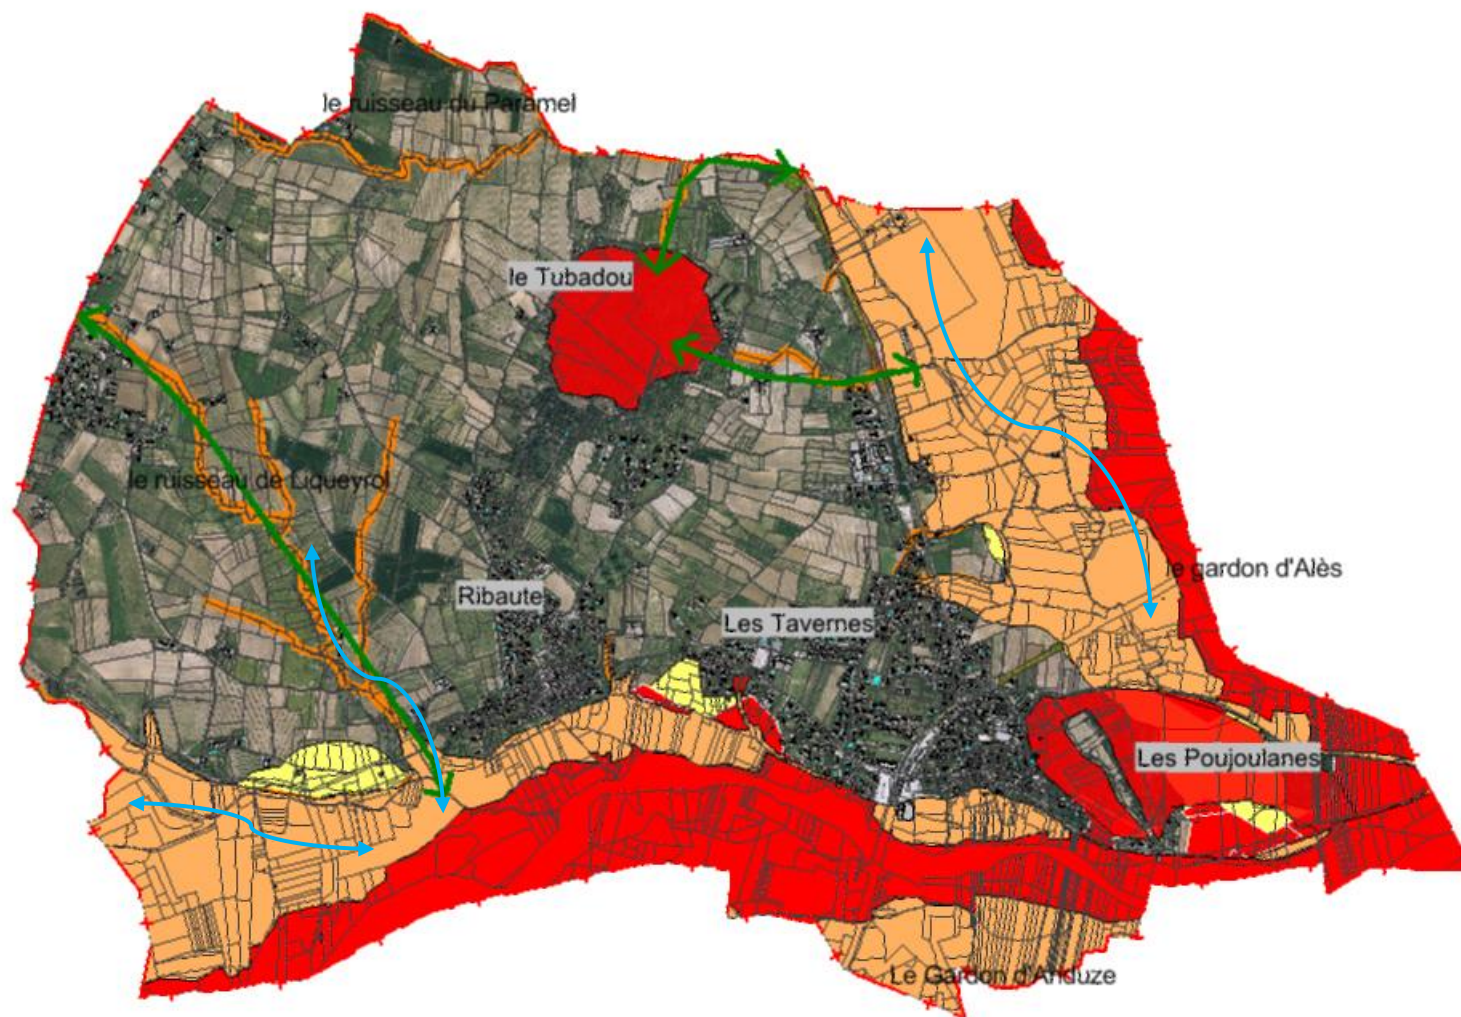 le ruisseau du Paramel
le Tubadou
le ruisseau de Liqueyrol
le gardon d'Alès
Ribaute
Les Tavernes
Les Poujoulanes
Le Gardon d'Anduze